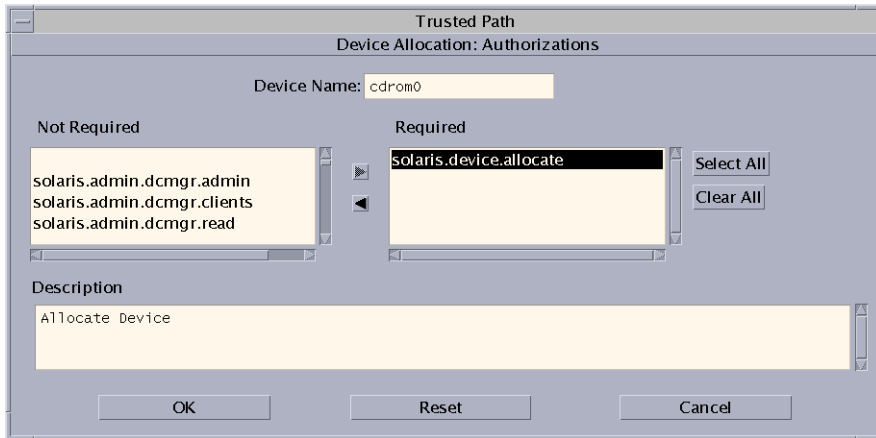 Trusted Path
Device Allocation: Authorizations
Device Name: cdrom0
Not Required
Required
solaris.admin.dcmgr.admin
solaris.admin.dcmgr.clients
solaris.admin.dcmgr.read
solaris.device.allocate
Select All
Clear All
Description
Allocate Device
OK
Reset
Cancel